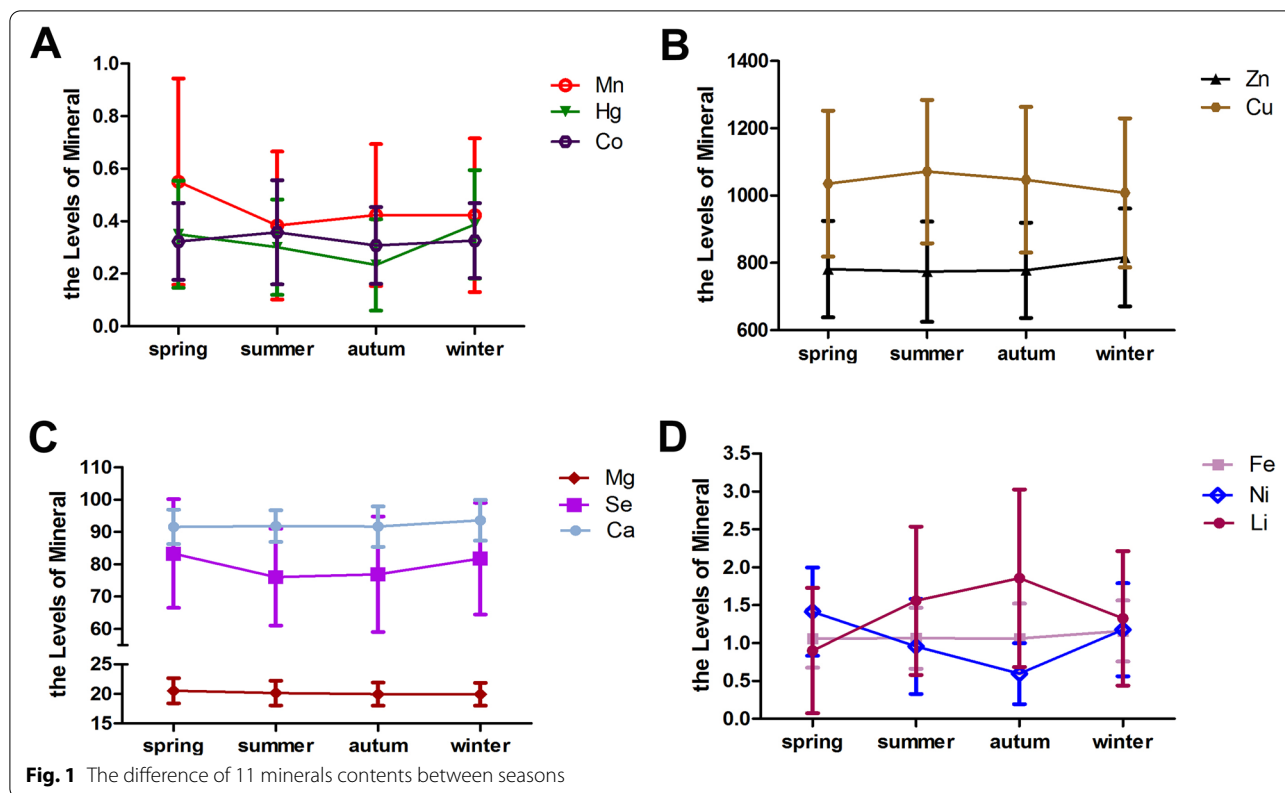 A
the Levels of Mineral
1.0
0.8
0.6
0.4
0.2
0.0
spring summer autum winter
Mn
Hg
Co
B
the Levels of Mineral
1400
1200
1000
800
600
spring summer autum winter
Zn
Cu
C
the Levels of Mineral
110
100
90
80
70
60
25
20
15
spring summer autum winter
Mg
Se
Ca
D
the Levels of Mineral
3.5
3.0
2.5
2.0
1.5
1.0
0.5
0.0
spring summer autum winter
Fe
Ni
Li
Fig. 1 The difference of 11 minerals contents between seasons